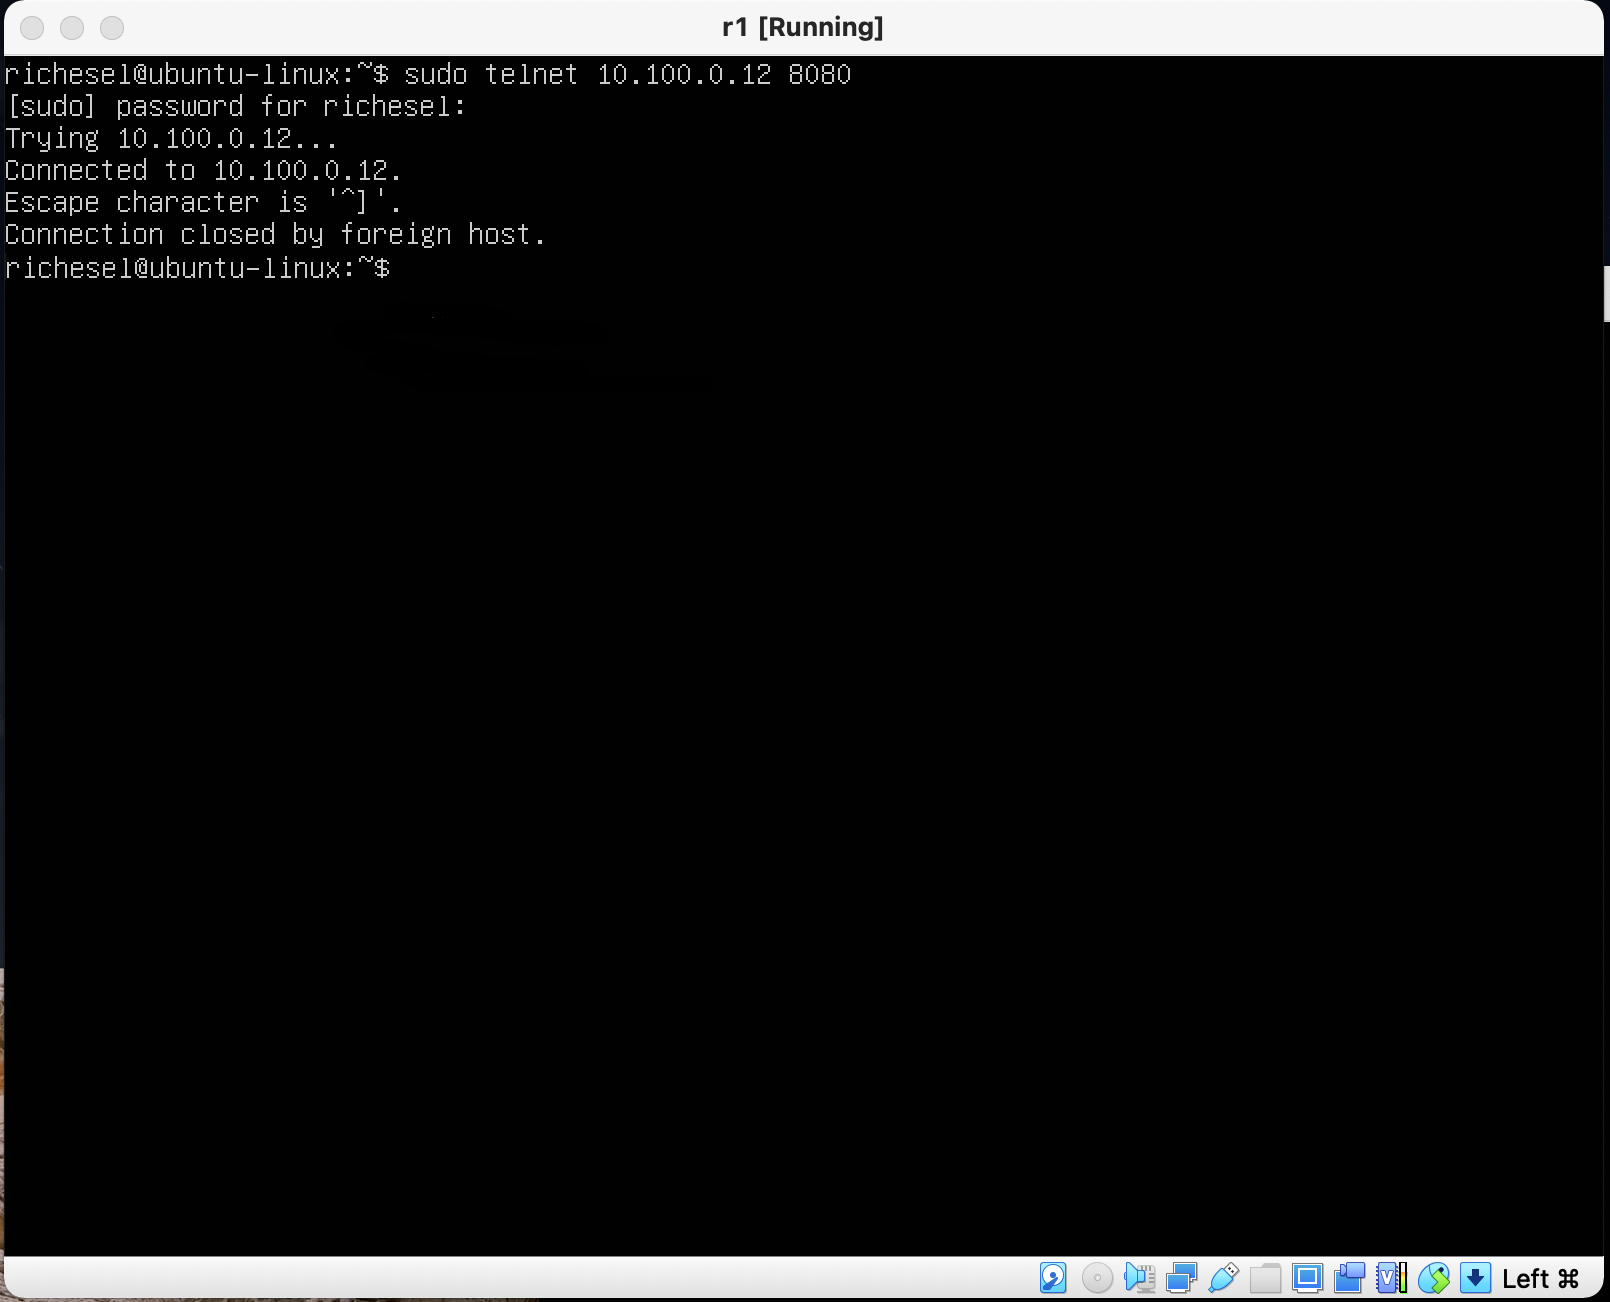 r1 [Running]
richesel@ubuntu-linux:~$ sudo telnet 10.100.0.12 8080
[sudo] password for richesel:
Trying 10.100.0.12...
Connected to 10.100.0.12.
Escape character is '^]'.
Connection closed by foreign host.
richesel@ubuntu-linux:~$
Left ⌘